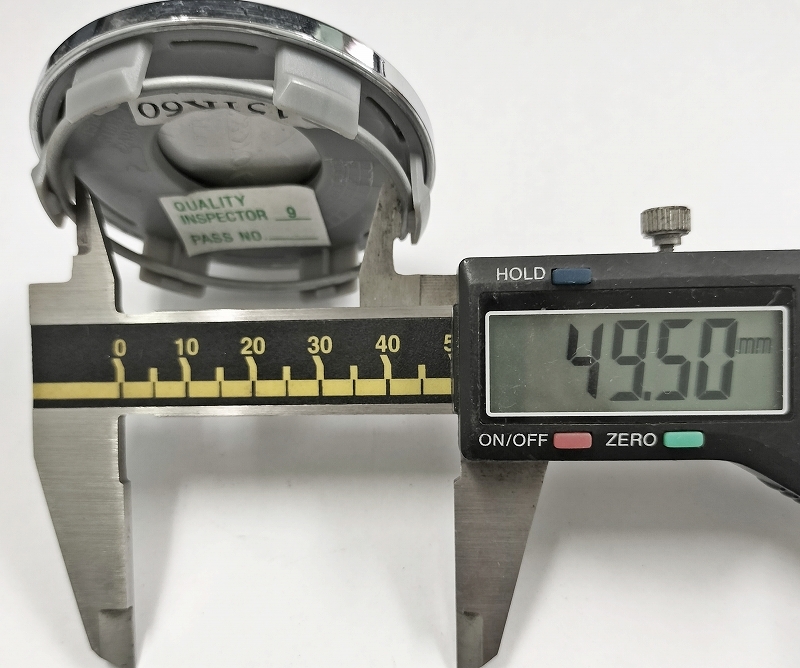 QUALITY
INSPECTOR 9
PASS NO.
HOLD
0 10 20 30 40
49.50 mm
ON/OFF ZERO